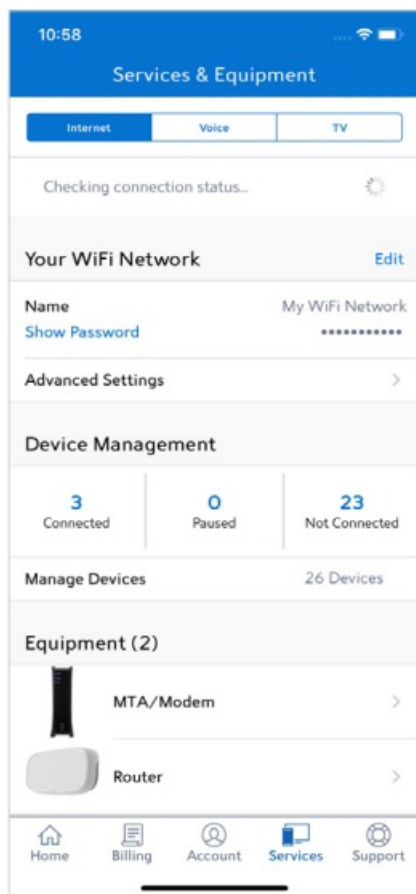 10:58
Services & Equipment
Internet Voice TV
Checking connection status...
Your WiFi Network Edit
Name My WiFi Network
Show Password •••••••••••
Advanced Settings
Device Management
3 0 23
Connected Paused Not Connected
Manage Devices 26 Devices
Equipment (2)
MTA/Modem
Router
Home Billing Account Services Support